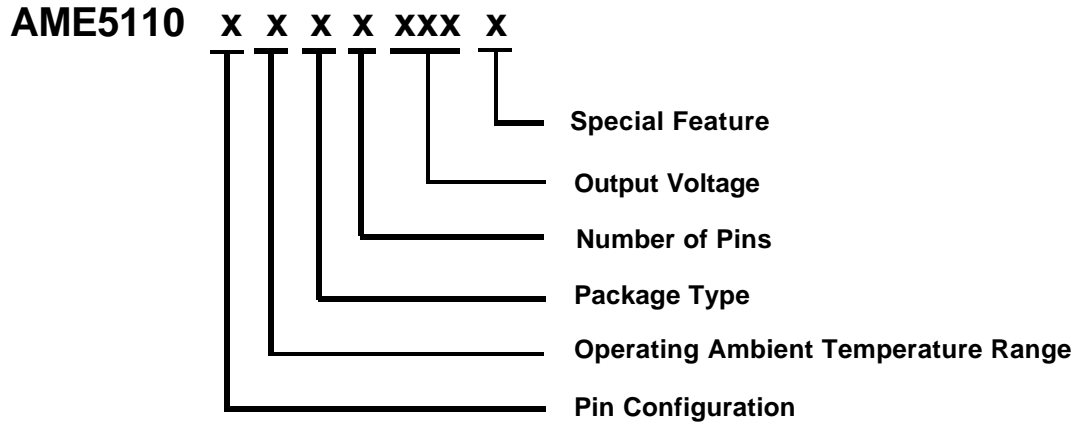 AME5110 x x x x xxx x
Special Feature
Output Voltage
Number of Pins
Package Type
Operating Ambient Temperature Range
Pin Configuration